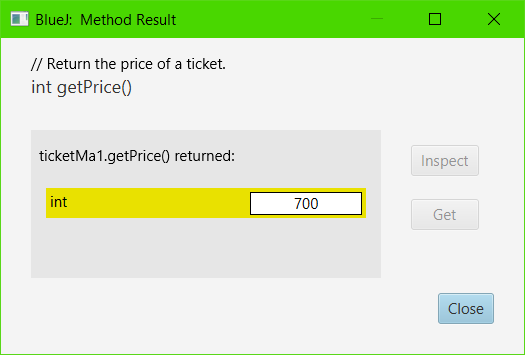 BlueJ:  Method Result
// Return the price of a ticket.
int getPrice()
ticketMa1.getPrice() returned:
int 700
Inspect
Get
Close